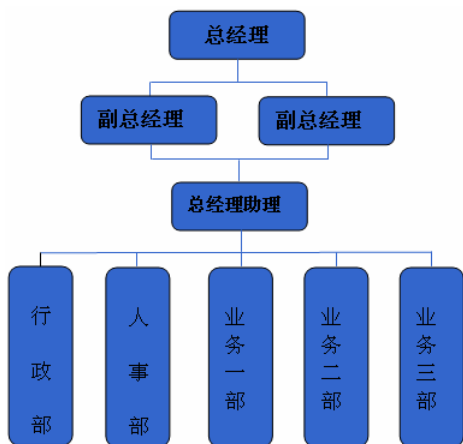 总经理
副总经理
副总经理
总经理助理
行政部
人事部
业务一部
业务二部
业务三部